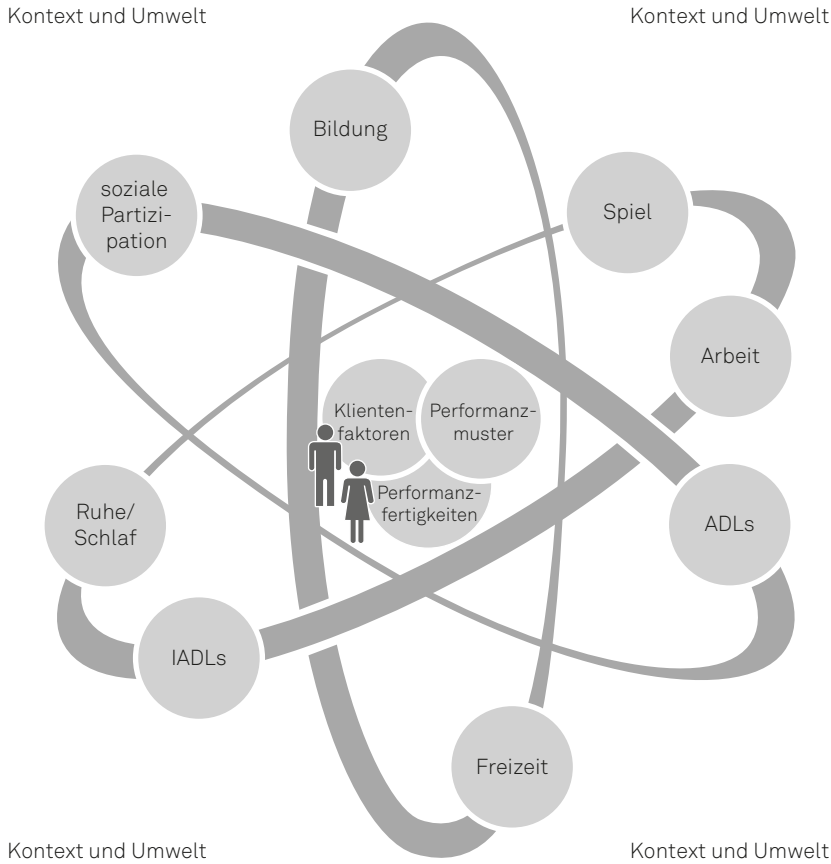 Kontext und Umwelt
Kontext und Umwelt
Bildung
soziale
Partizi-
pation
Spiel
Arbeit
Klienten-
faktoren
Performanz-
muster
Performanz-
fertigkeiten
Ruhe/
Schlaf
ADLs
IADLs
Freizeit
Kontext und Umwelt
Kontext und Umwelt